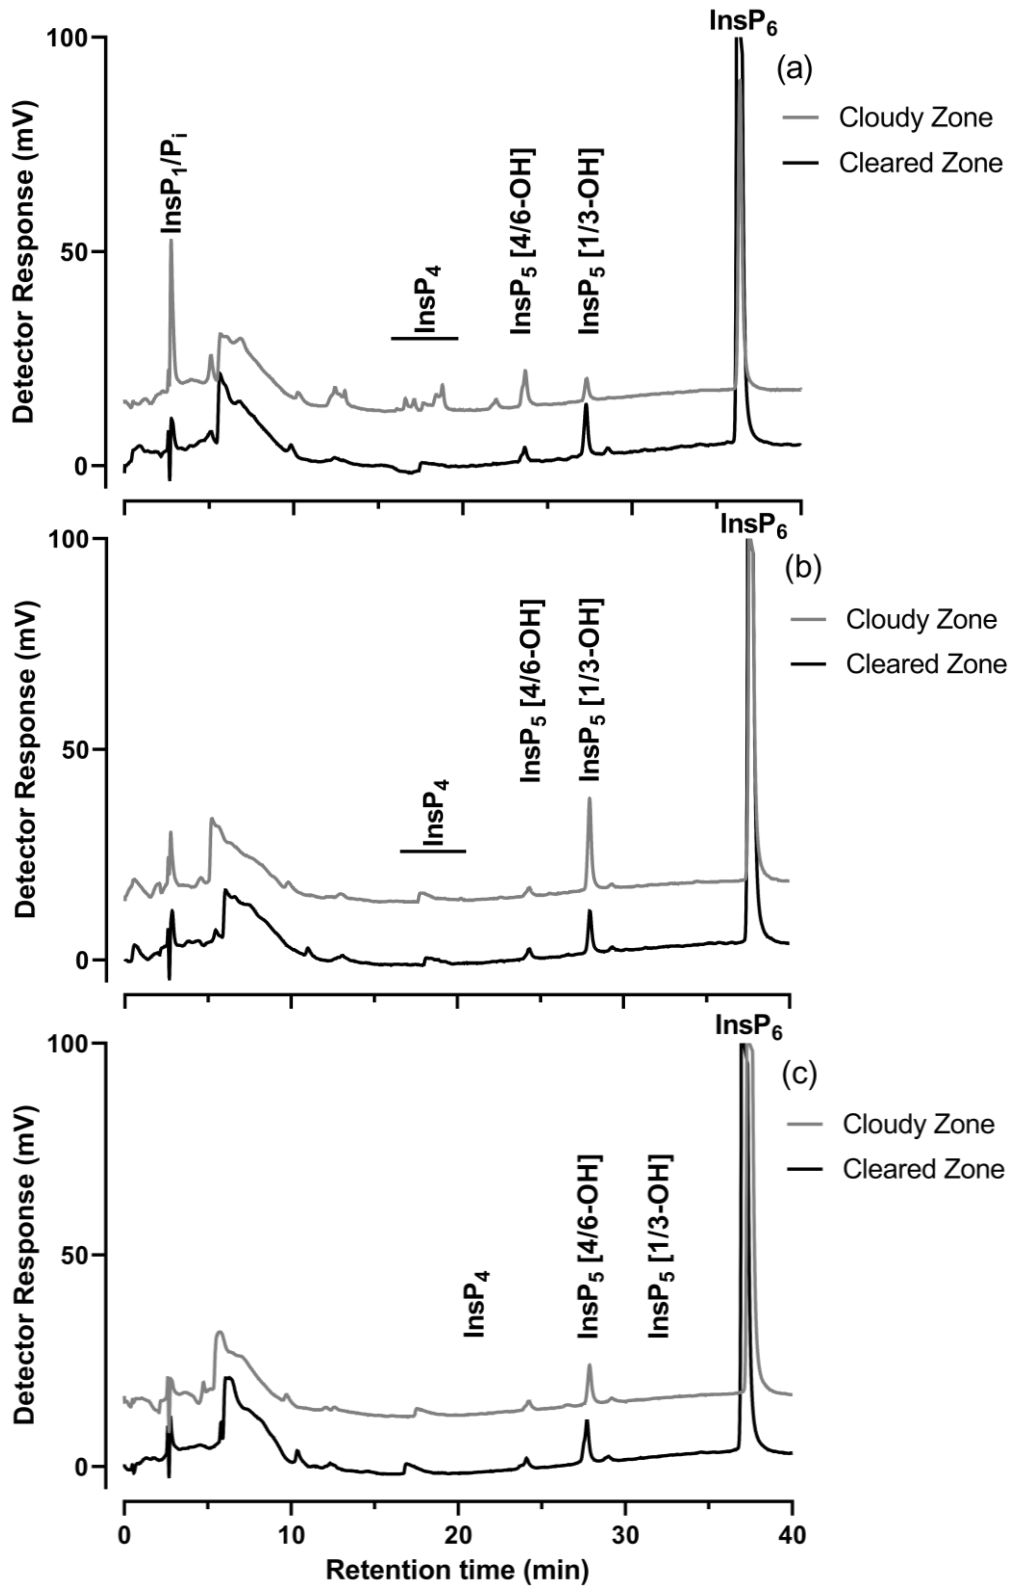 InsP6
100
(a)
Cloudy Zone
Cleared Zone
InsP1/Pi
InsP4
InsP5 [4/6-OH]
InsP5 [1/3-OH]
50
0
Detector Response (mV)
InsP6
100
(b)
Cloudy Zone
Cleared Zone
InsP4
InsP5 [4/6-OH]
InsP5 [1/3-OH]
50
0
Detector Response (mV)
InsP6
100
(c)
Cloudy Zone
Cleared Zone
InsP4
InsP5 [4/6-OH]
InsP5 [1/3-OH]
50
0
Detector Response (mV)
0 10 20 30 40
Retention time (min)